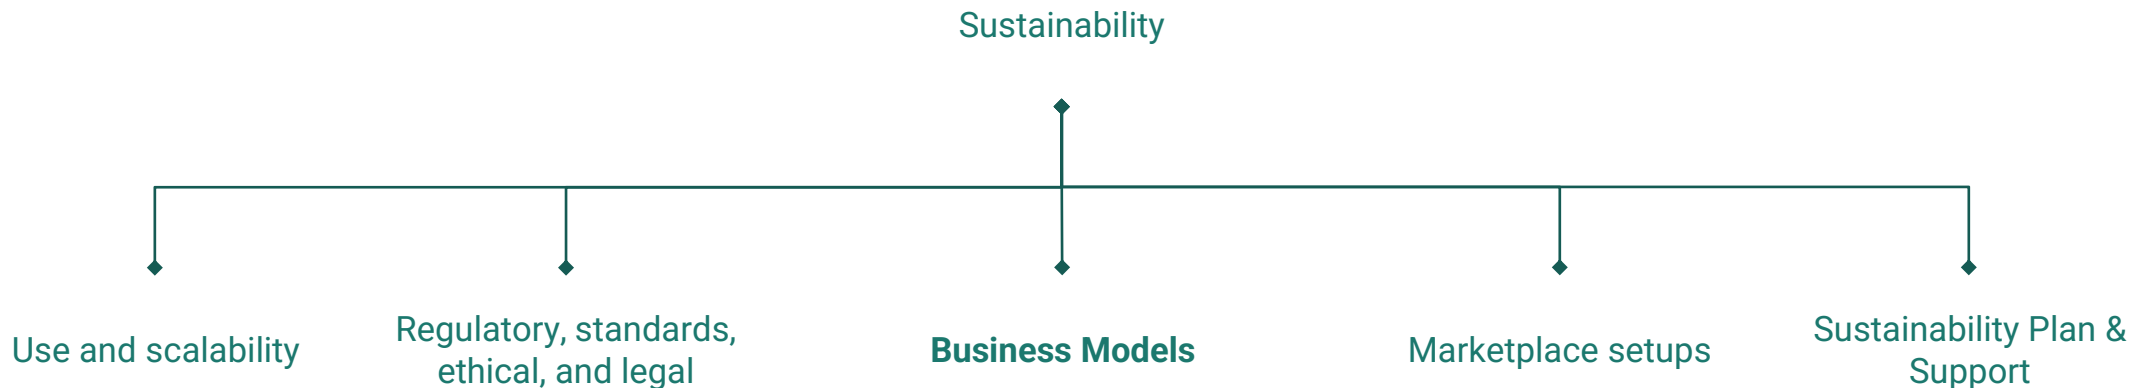 Sustainability
Use and scalability
Regulatory, standards,
ethical, and legal
Business Models
Marketplace setups
Sustainability Plan &
Support